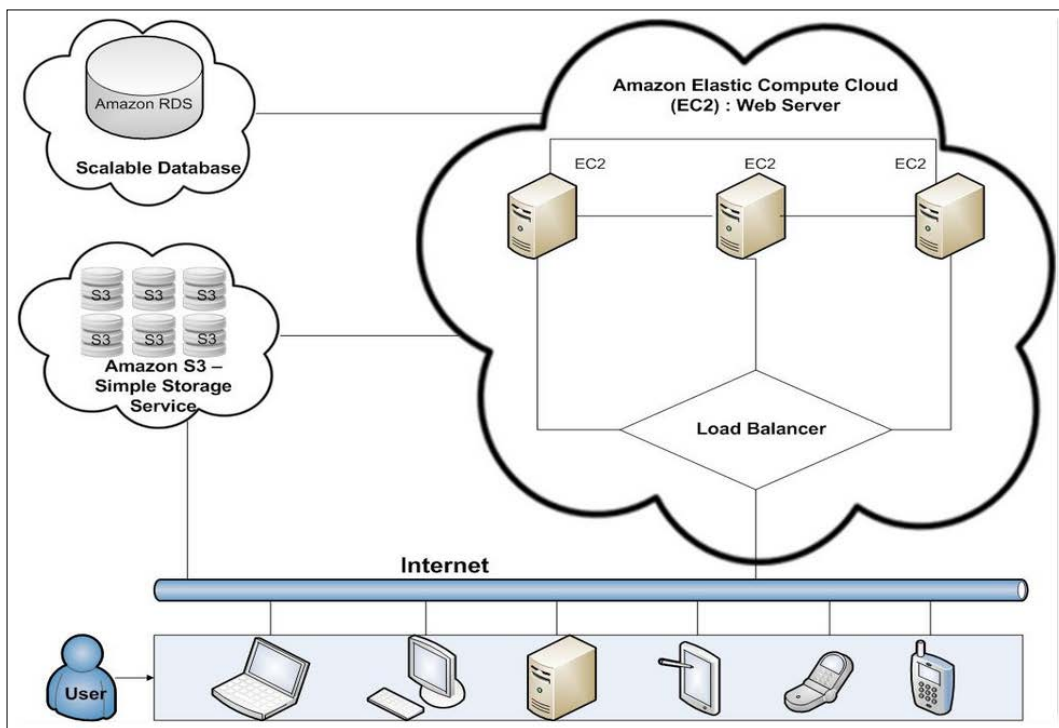 Amazon RDS
Scalable Database
Amazon Elastic Compute Cloud
(EC2) : Web Server
EC2
EC2
EC2
S3
S3
S3
S3
S3
S3
Amazon S3 –
Simple Storage
Service
Load Balancer
Internet
User